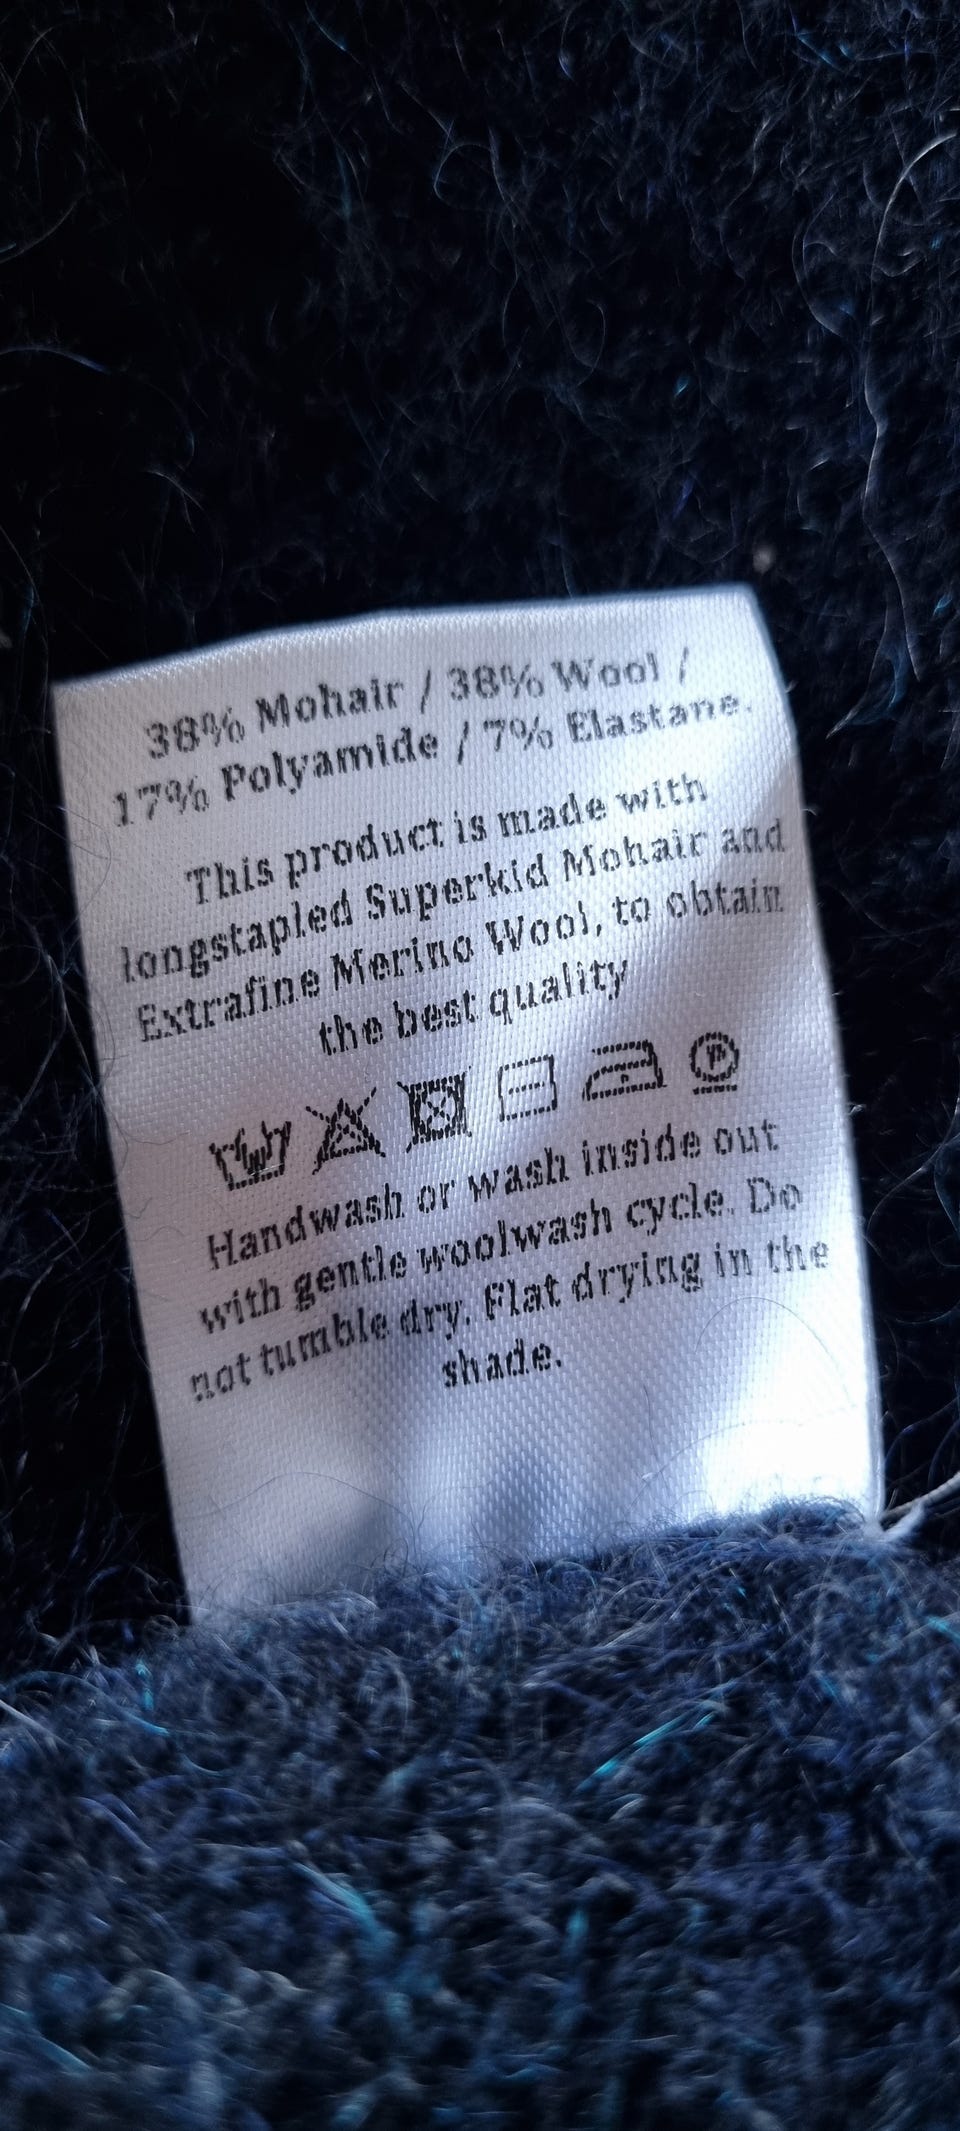 38% Mohair / 38% Wool /
17% Polyamide / 7% Elastane.
This product is made with
longstapled Superkid Mohair and
Extrafine Merino Wool, to obtain
the best quality
P
Handwash or wash inside out
with gentle woolwash cycle. Do
not tumble dry. Flat drying in the
shade.